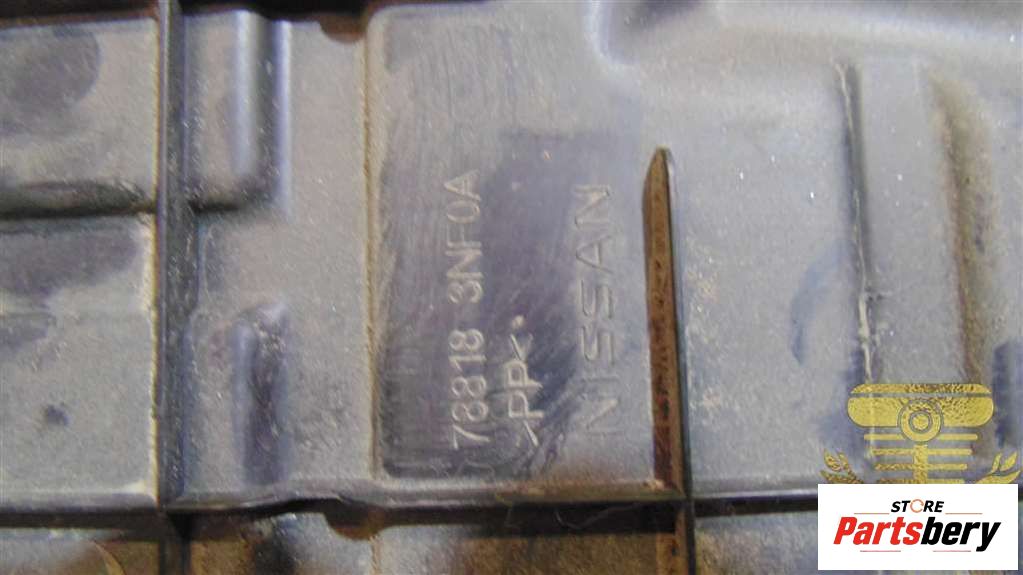 78818 3NF0A
>PP<
NISSAN
STORE
Partsbery